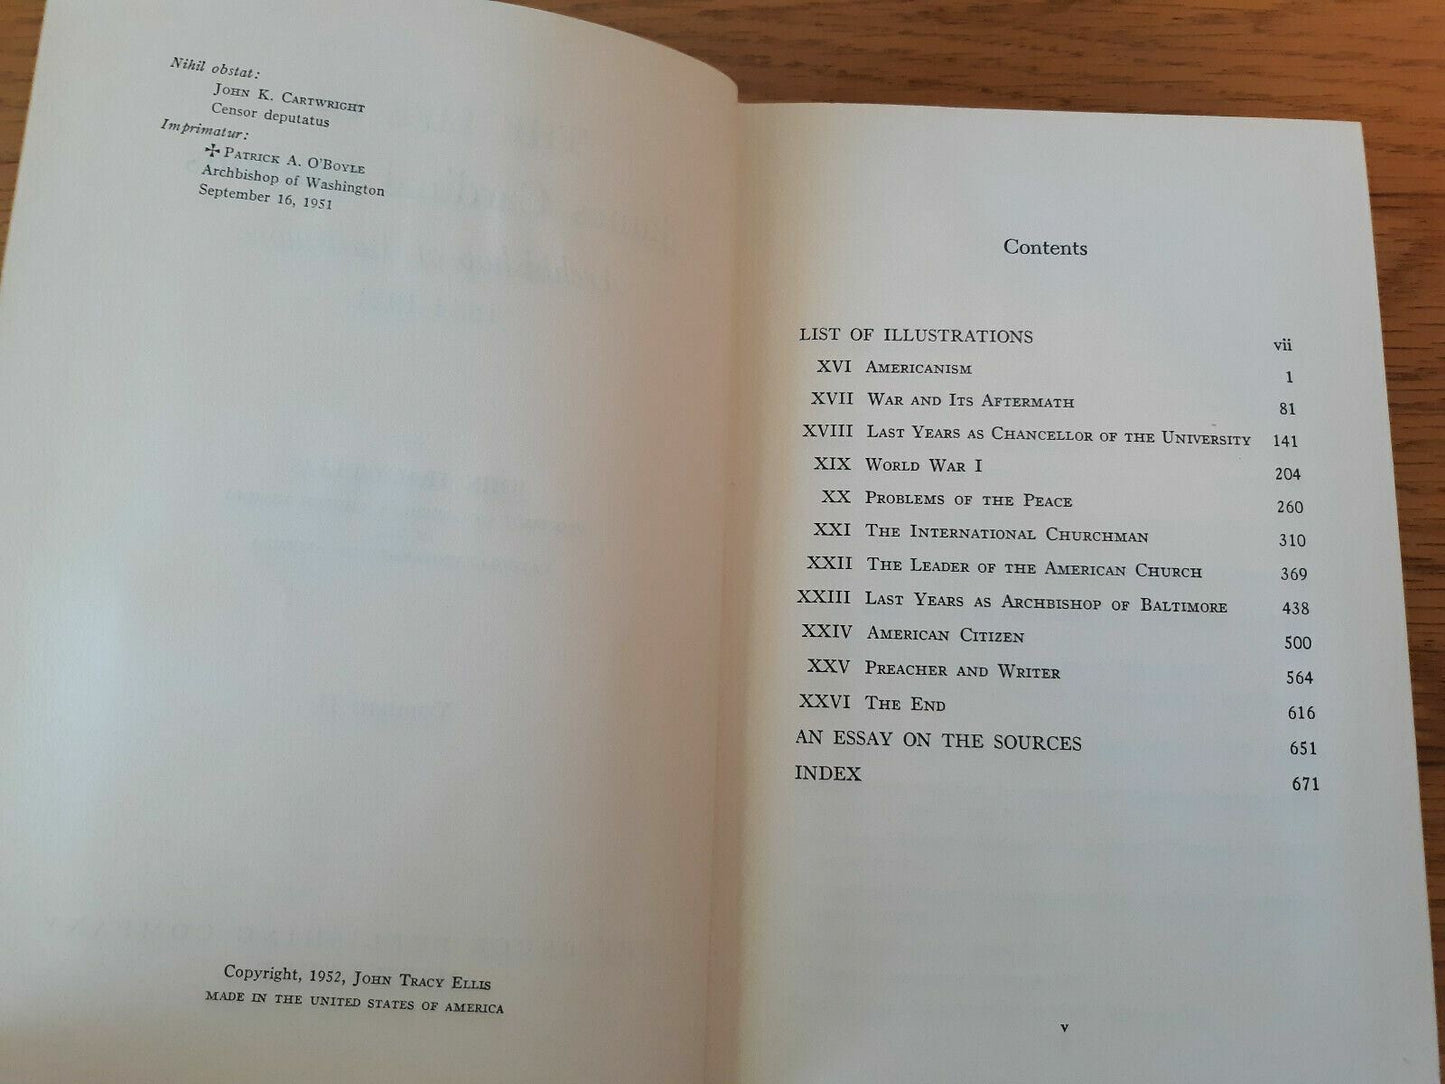 Nihil obstat:
JOHN K. CARTWRIGHT
Censor deputatus
Imprimatur:
✠ PATRICK A. O'BOYLE
Archbishop of Washington
September 16, 1951
Copyright, 1952, JOHN TRACY ELLIS
MADE IN THE UNITED STATES OF AMERICA
Contents
LIST OF ILLUSTRATIONS vii
XVI AMERICANISM 1
XVII WAR AND ITS AFTERMATH 81
XVIII LAST YEARS AS CHANCELLOR OF THE UNIVERSITY 141
XIX WORLD WAR I 204
XX PROBLEMS OF THE PEACE 260
XXI THE INTERNATIONAL CHURCHMAN 310
XXII THE LEADER OF THE AMERICAN CHURCH 369
XXIII LAST YEARS AS ARCHBISHOP OF BALTIMORE 438
XXIV AMERICAN CITIZEN 500
XXV PREACHER AND WRITER 564
XXVI THE END 616
AN ESSAY ON THE SOURCES 651
INDEX 671
v